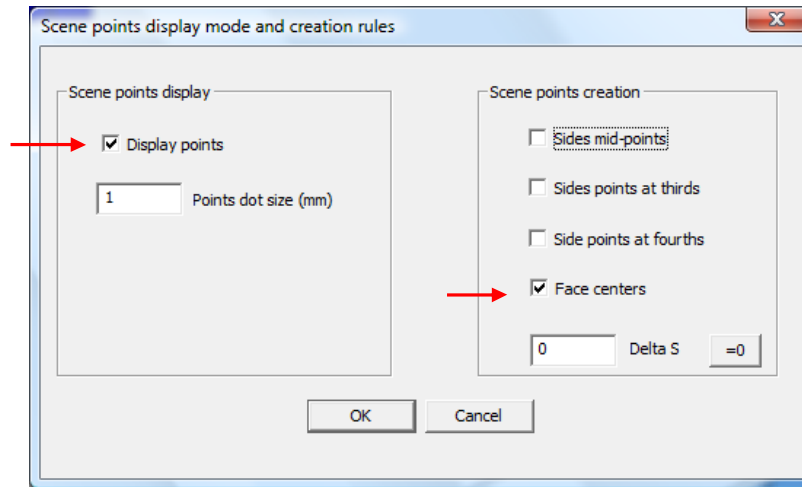 Scene points display mode and creation rules
Scene points display
Display points
1 Points dot size (mm)
Scene points creation
Sides mid-points
Sides points at thirds
Side points at fourths
Face centers
0 Delta S =0
OK Cancel